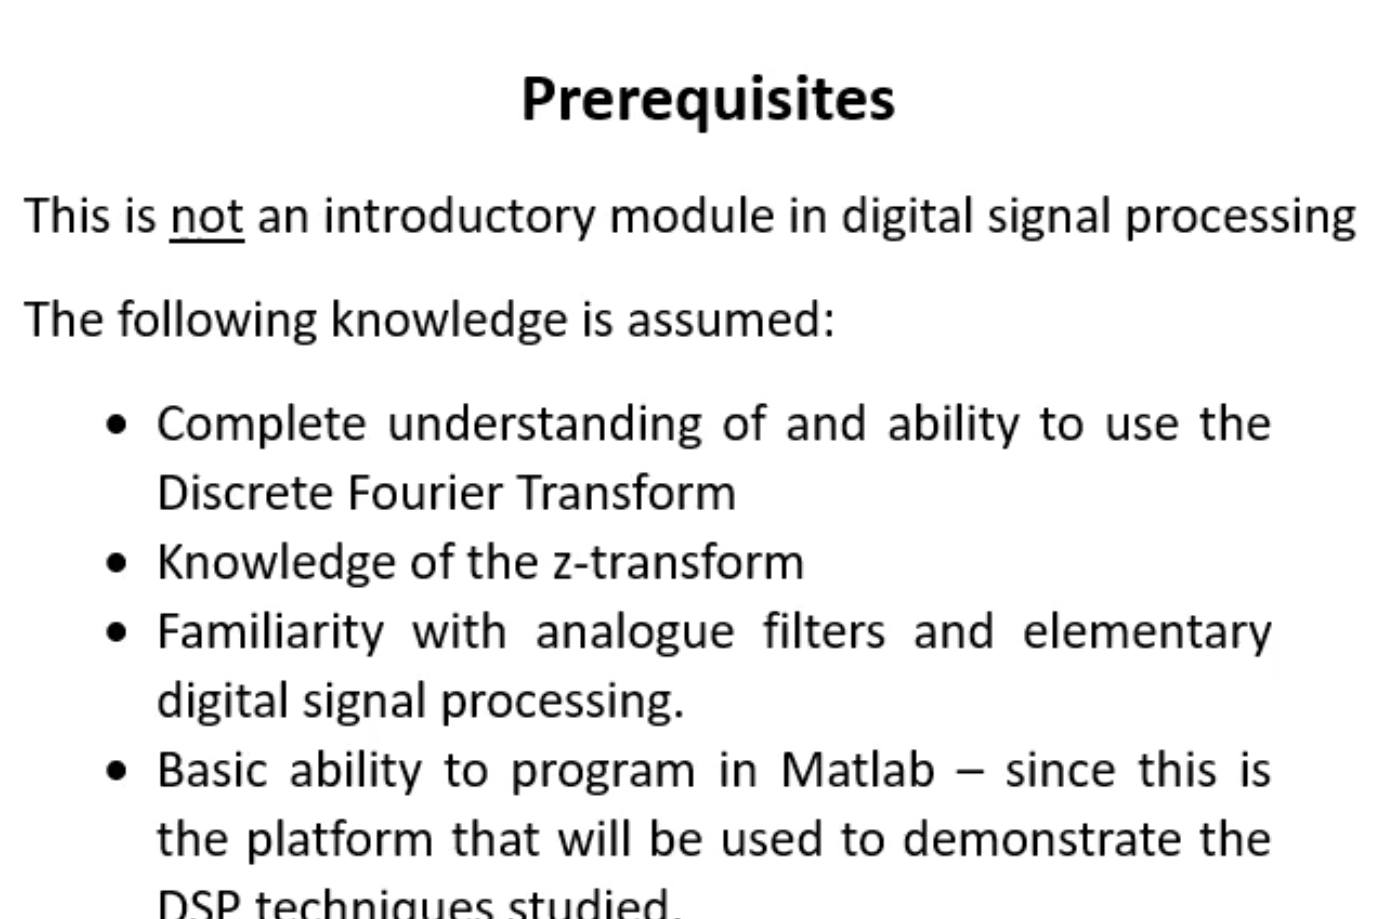 Prerequisites
This is not an introductory module in digital signal processing
The following knowledge is assumed:
• Complete understanding of and ability to use the
Discrete Fourier Transform
• Knowledge of the z-transform
• Familiarity with analogue filters and elementary
digital signal processing.
• Basic ability to program in Matlab – since this is
the platform that will be used to demonstrate the
DSP techniques studied.